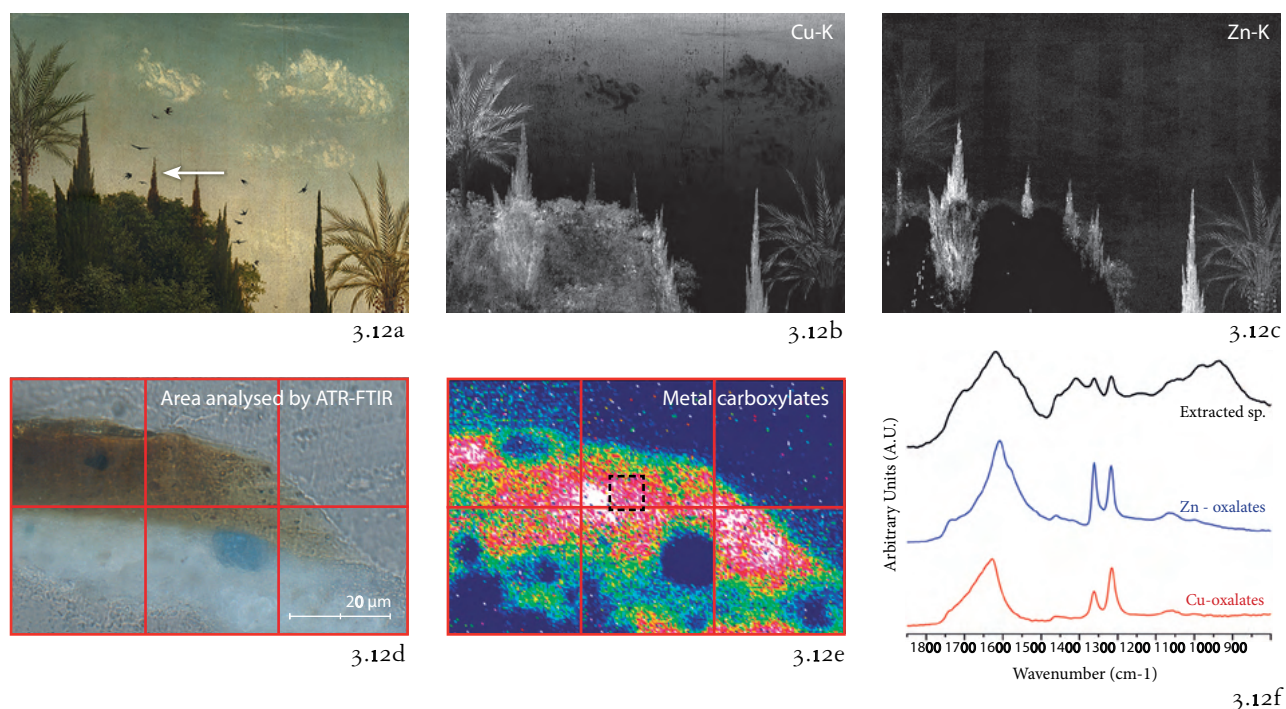 Cu-K
Zn-K
3.12a
3.12b
3.12c
Area analysed by ATR-FTIR
20 µm
3.12d
Metal carboxylates
3.12e
Extracted sp.
Zn - oxalates
Cu-oxalates
Arbitrary Units (A.U.)
1800 1700 1600 1500 1400 1300 1200 1100 1000 900
Wavenumber (cm-1)
3.12f